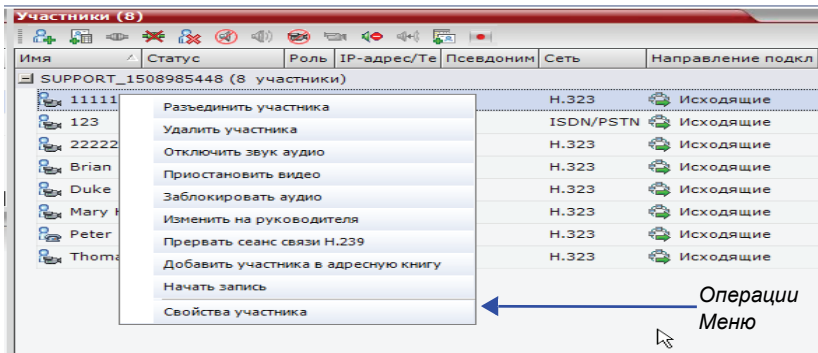 Участники (8)
Имя Статус Роль IP-адрес/Те Псевдоним Сеть Направление подкл
SUPPORT_1508985448 (8 участники)
11111 H.323 Исходящие
123 ISDN/PSTN Исходящие
22222 H.323 Исходящие
Brian H.323 Исходящие
Duke H.323 Исходящие
Mary H.323 Исходящие
Peter H.323 Исходящие
Thoma H.323 Исходящие
Разъединить участника
Удалить участника
Отключить звук аудио
Приостановить видео
Заблокировать аудио
Изменить на руководителя
Прервать сеанс связи H.239
Добавить участника в адресную книгу
Начать запись
Свойства участника
Операции
Меню